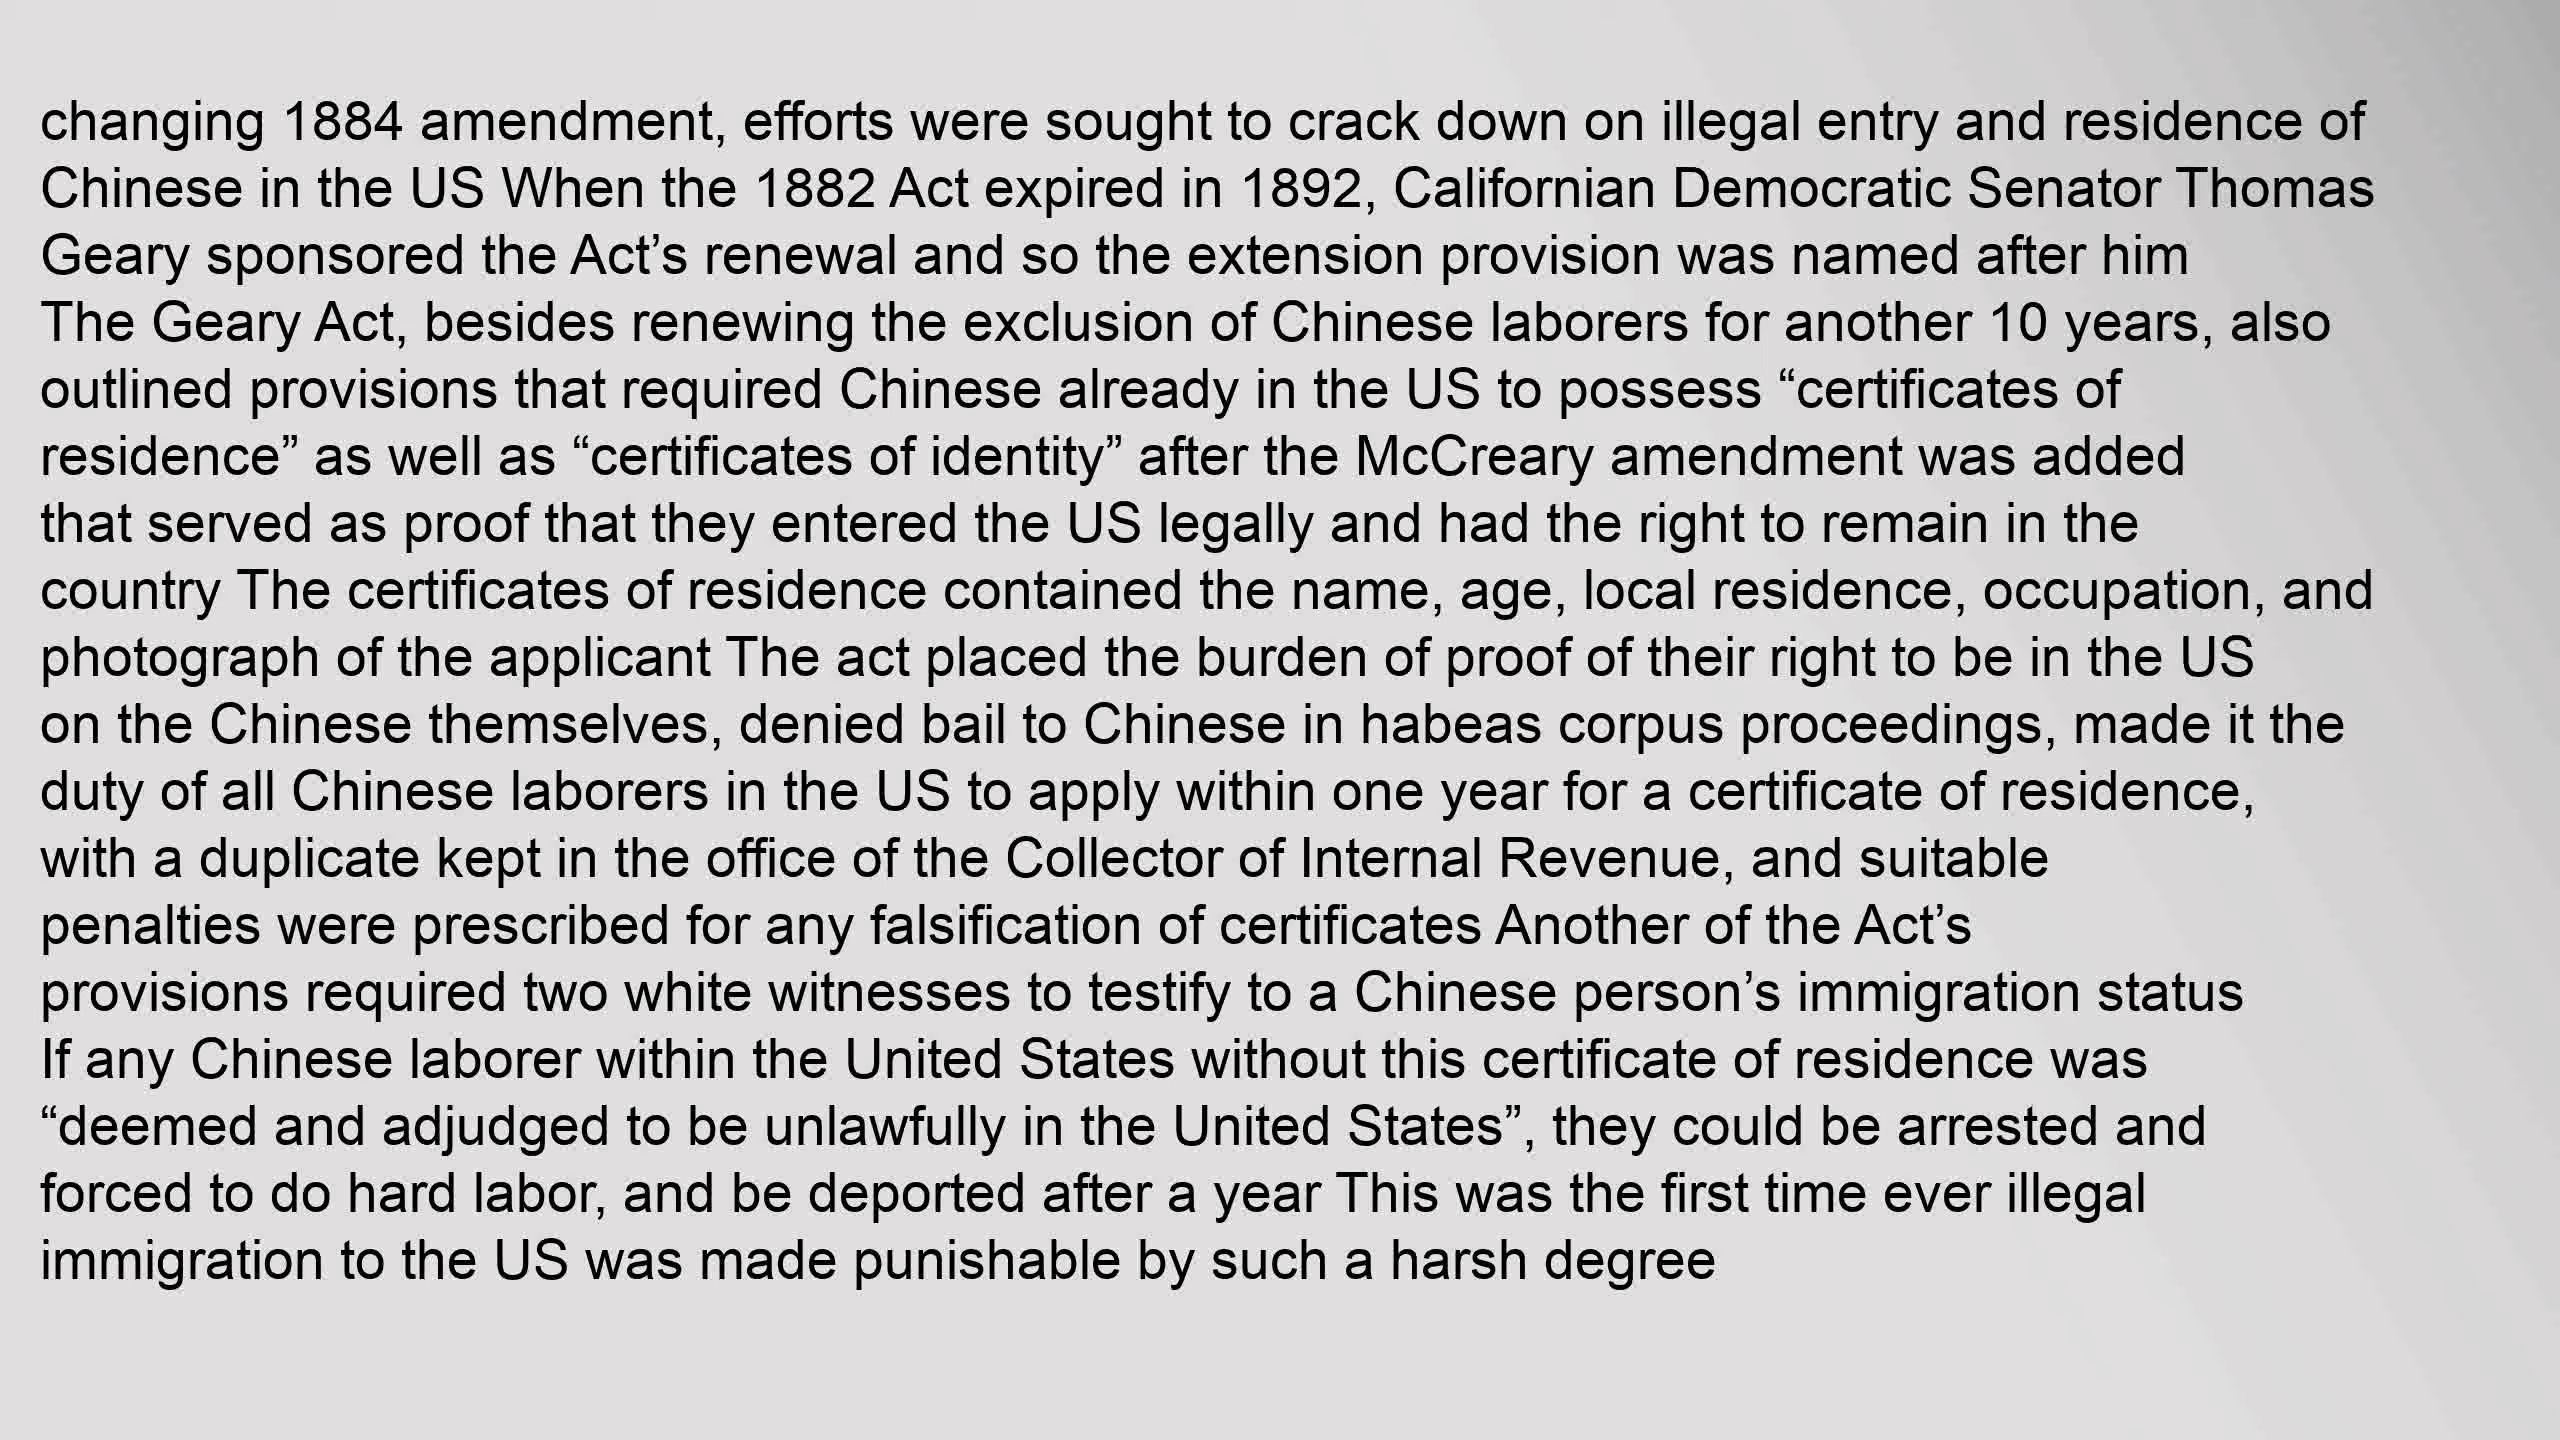 changing 1884 amendment, efforts were sought to crack down on illegal entry and residence of
Chinese in the US When the 1882 Act expired in 1892, Californian Democratic Senator Thomas
Geary sponsored the Act’s renewal and so the extension provision was named after him
The Geary Act, besides renewing the exclusion of Chinese laborers for another 10 years, also
outlined provisions that required Chinese already in the US to possess “certificates of
residence” as well as “certificates of identity” after the McCreary amendment was added
that served as proof that they entered the US legally and had the right to remain in the
country The certificates of residence contained the name, age, local residence, occupation, and
photograph of the applicant The act placed the burden of proof of their right to be in the US
on the Chinese themselves, denied bail to Chinese in habeas corpus proceedings, made it the
duty of all Chinese laborers in the US to apply within one year for a certificate of residence,
with a duplicate kept in the office of the Collector of Internal Revenue, and suitable
penalties were prescribed for any falsification of certificates Another of the Act’s
provisions required two white witnesses to testify to a Chinese person’s immigration status
If any Chinese laborer within the United States without this certificate of residence was
“deemed and adjudged to be unlawfully in the United States”, they could be arrested and
forced to do hard labor, and be deported after a year This was the first time ever illegal
immigration to the US was made punishable by such a harsh degree